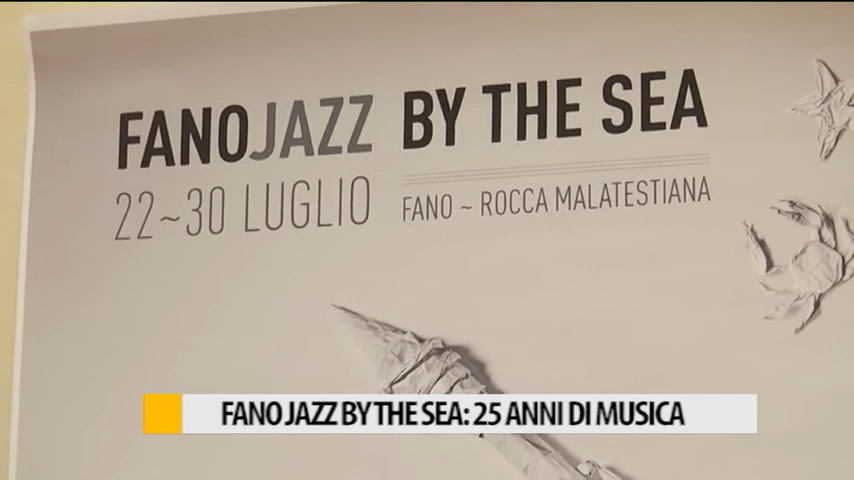 FANOJAZZ BY THE SEA
22~30 LUGLIO FANO ~ ROCCA MALATESTIANA
FANO JAZZ BY THE SEA: 25 ANNI DI MUSICA